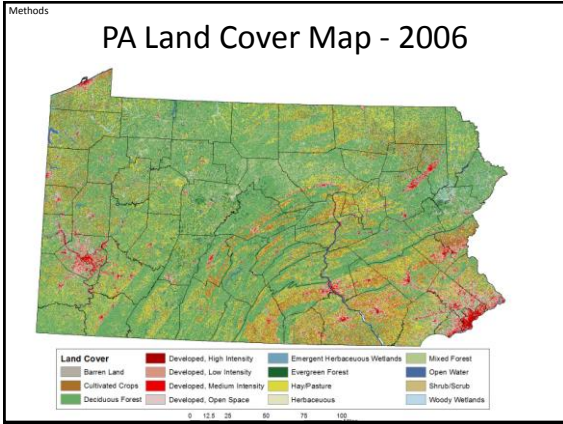 Methods
PA Land Cover Map - 2006
Land Cover
Barren Land
Cultivated Crops
Deciduous Forest
Developed, High Intensity
Developed, Low Intensity
Developed, Medium Intensity
Developed, Open Space
Emergent Herbaceous Wetlands
Evergreen Forest
Hay/Pasture
Herbaceous
Mixed Forest
Open Water
Shrub/Scrub
Woody Wetlands
0 12.5 25 50 75 100